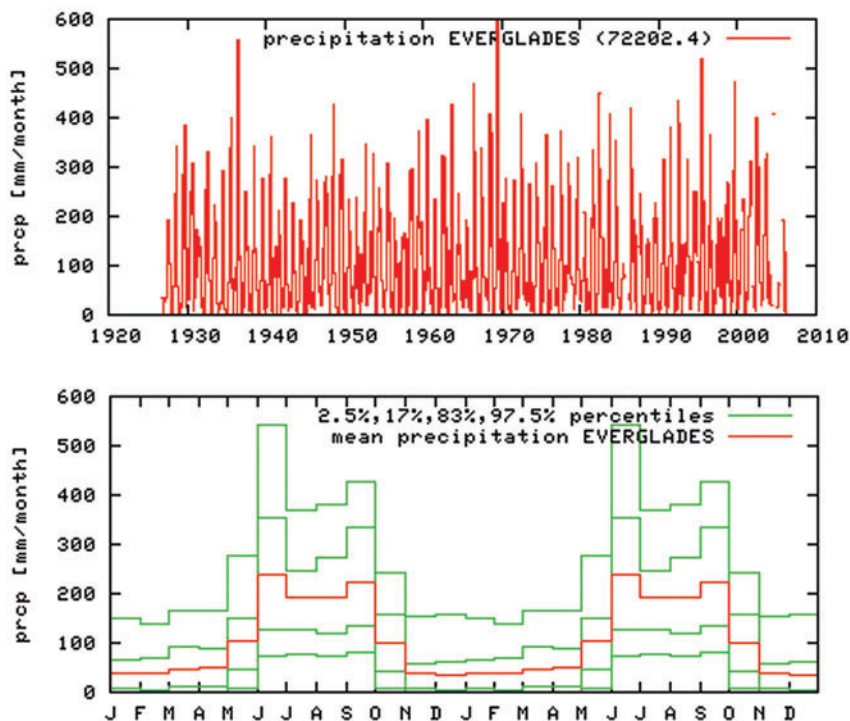 600
precipitation EVERGLADES (72202.4)
500
400
300
200
100
0
prcp [mm/month]
1920 1930 1940 1950 1960 1970 1980 1990 2000 2010
600
2.5%,17%,83%,97.5% percentiles
mean precipitation EVERGLADES
500
400
300
200
100
0
prcp [mm/month]
J F M A M J J A S O N D J F M A M J J A S O N D